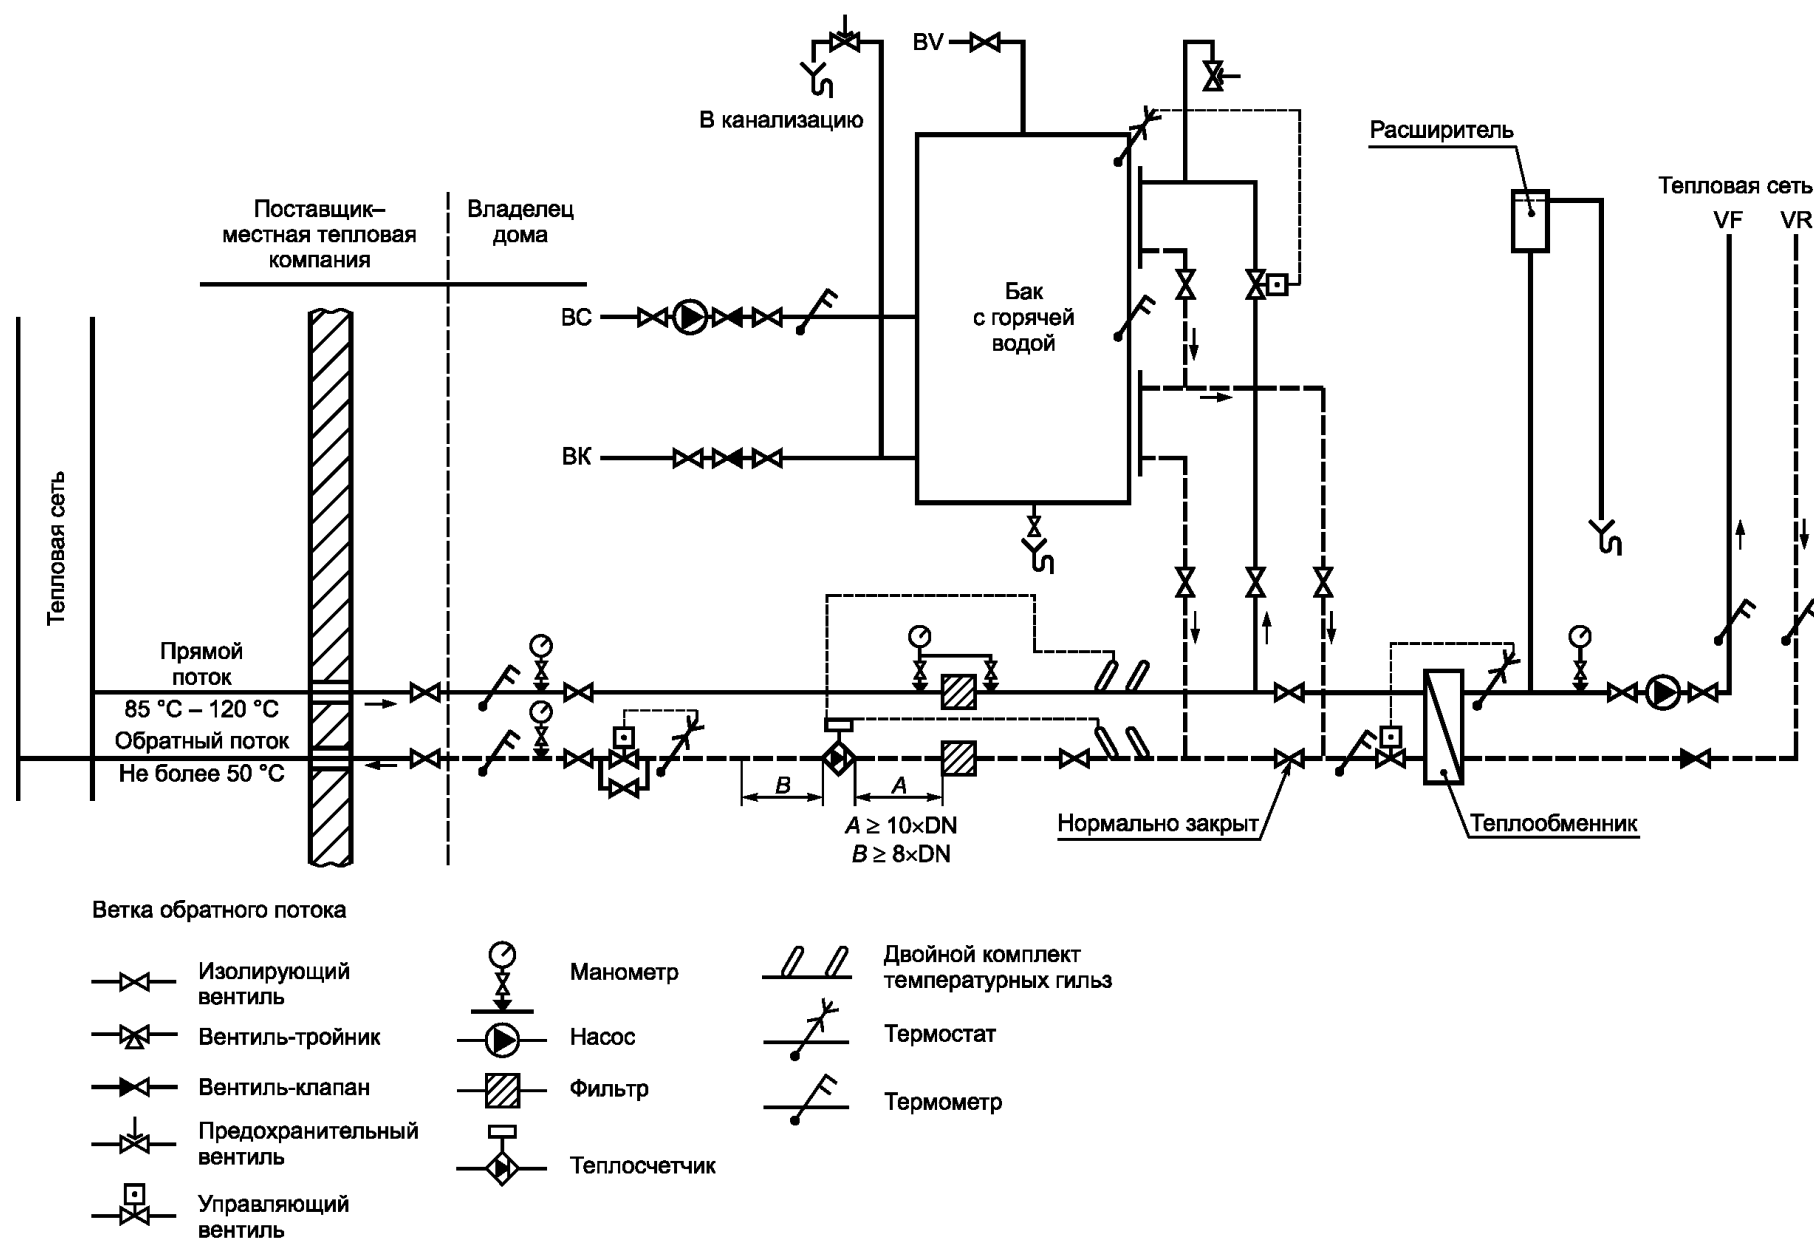 BV
В канализацию
Расширитель
Тепловая сеть
VF
VR
Поставщик–
местная тепловая
компания
Владелец
дома
ВС
Бак
с горячей
водой
ВК
Тепловая сеть
Прямой
поток
85 °C – 120 °C
Обратный поток
Не более 50 °C
B
A
A ≥ 10×DN
B ≥ 8×DN
Нормально закрыт
Теплообменник
Ветка обратного потока
Изолирующий
вентиль
Вентиль-тройник
Вентиль-клапан
Предохранительный
вентиль
Управляющий
вентиль
Манометр
Насос
Фильтр
Теплосчетчик
Двойной комплект
температурных гильз
Термостат
Термометр